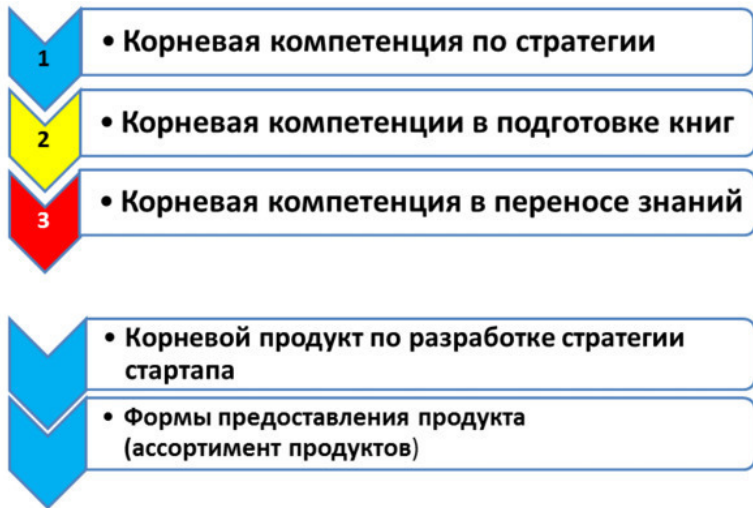 1
• Корневая компетенция по стратегии
2
• Корневая компетенции в подготовке книг
3
• Корневая компетенция в переносе знаний
• Корневой продукт по разработке стратегии
стартапа
• Формы предоставления продукта
(ассортимент продуктов)